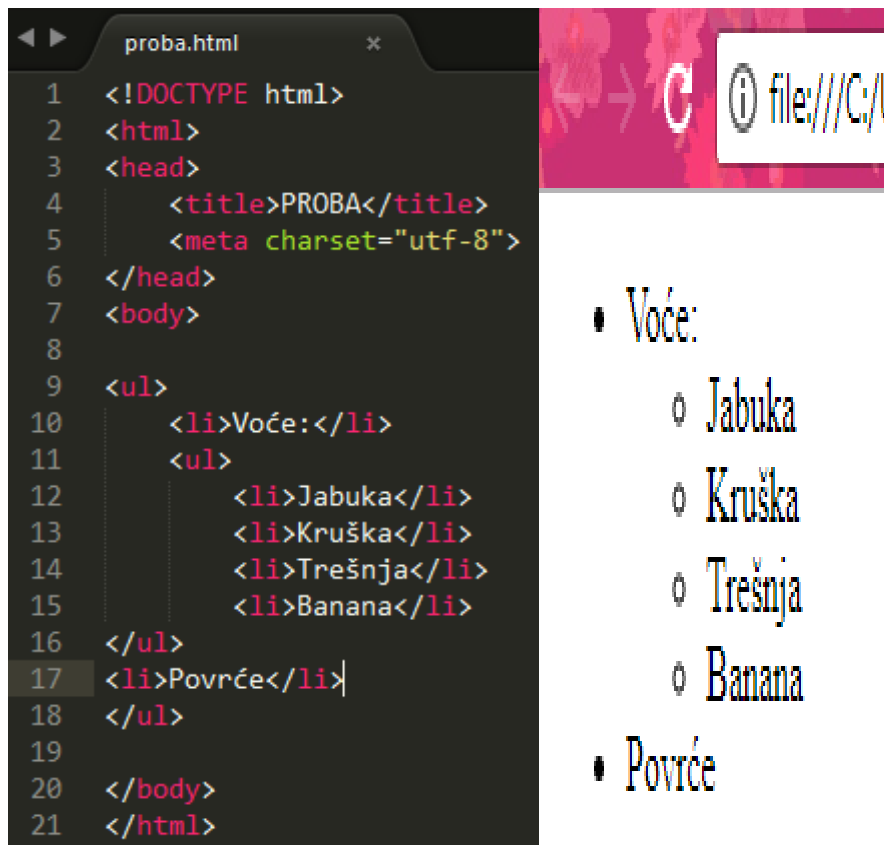 proba.html ×
1 <!DOCTYPE html>
2 <html>
3 <head>
4 <title>PROBA</title>
5 <meta charset="utf-8">
6 </head>
7 <body>
8
9 <ul>
10 <li>Voće:</li>
11 <ul>
12 <li>Jabuka</li>
13 <li>Kruška</li>
14 <li>Trešnja</li>
15 <li>Banana</li>
16 </ul>
17 <li>Povrće</li>
18 </ul>
19
20 </body>
21 </html>
file:///C:/
• Voće:
o Jabuka
o Kruška
o Trešnja
o Banana
• Povrće